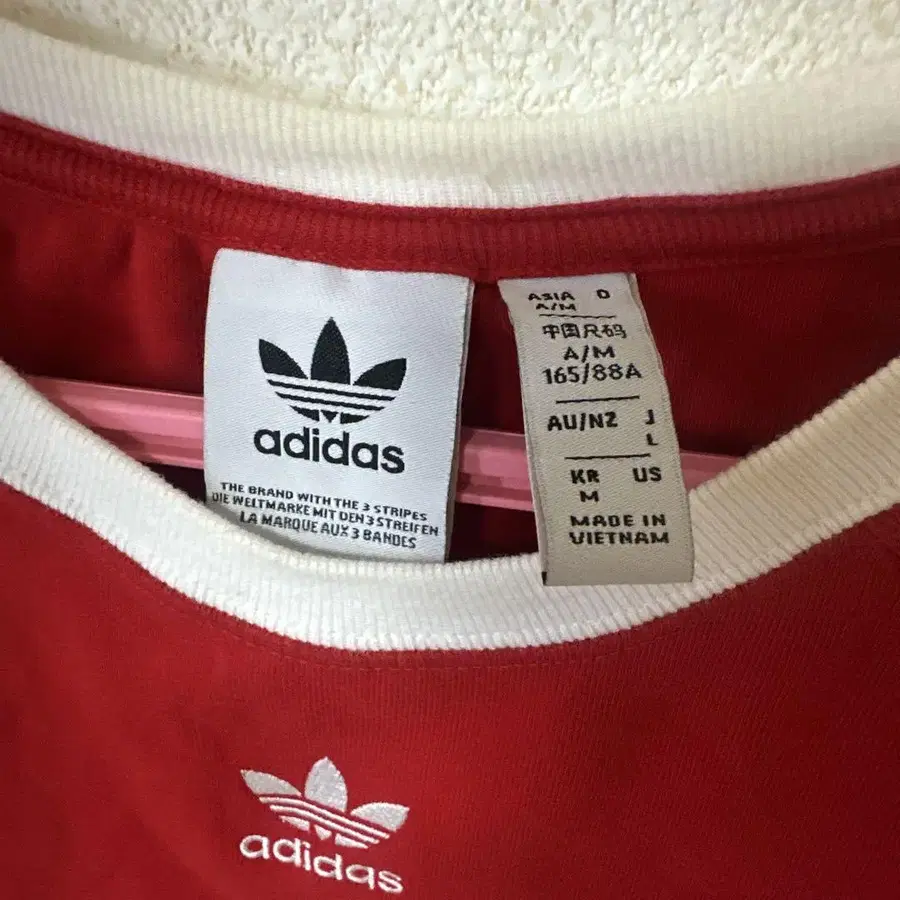 adidas
THE BRAND WITH THE 3 STRIPES
DIE WELTMARKE MIT DEN 3 STREIFEN
LA MARQUE AUX 3 BANDES
ASIA D
A/M
中国尺码
A/M
165/88A
AU/NZ J
L
KR US
M
MADE IN
VIETNAM
adidas